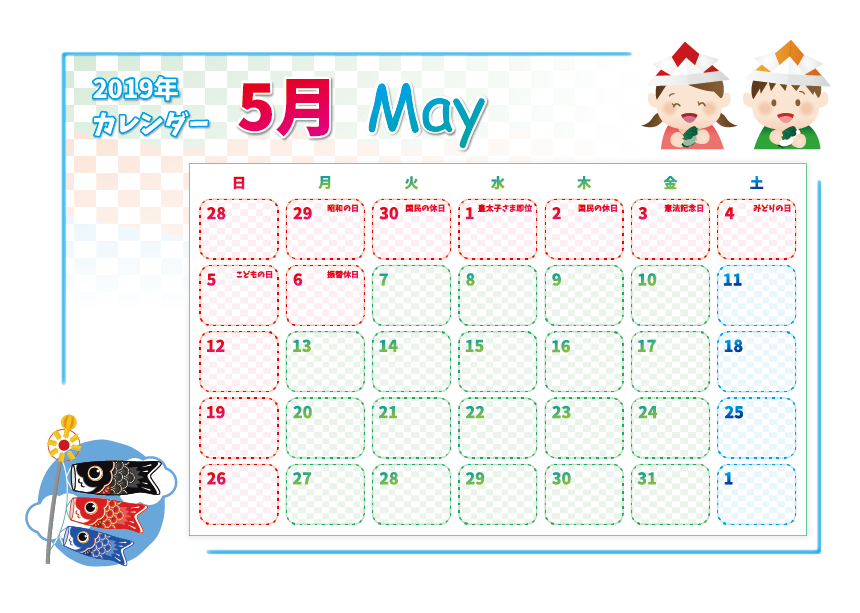 2019年
カレンダー
5月 May
日 月 火 水 木 金 土
28 29 昭和の日 30 国民の休日 1 皇太子さま即位 2 国民の休日 3 憲法記念日 4 みどりの日
5 こどもの日 6 振替休日 7 8 9 10 11
12 13 14 15 16 17 18
19 20 21 22 23 24 25
26 27 28 29 30 31 1